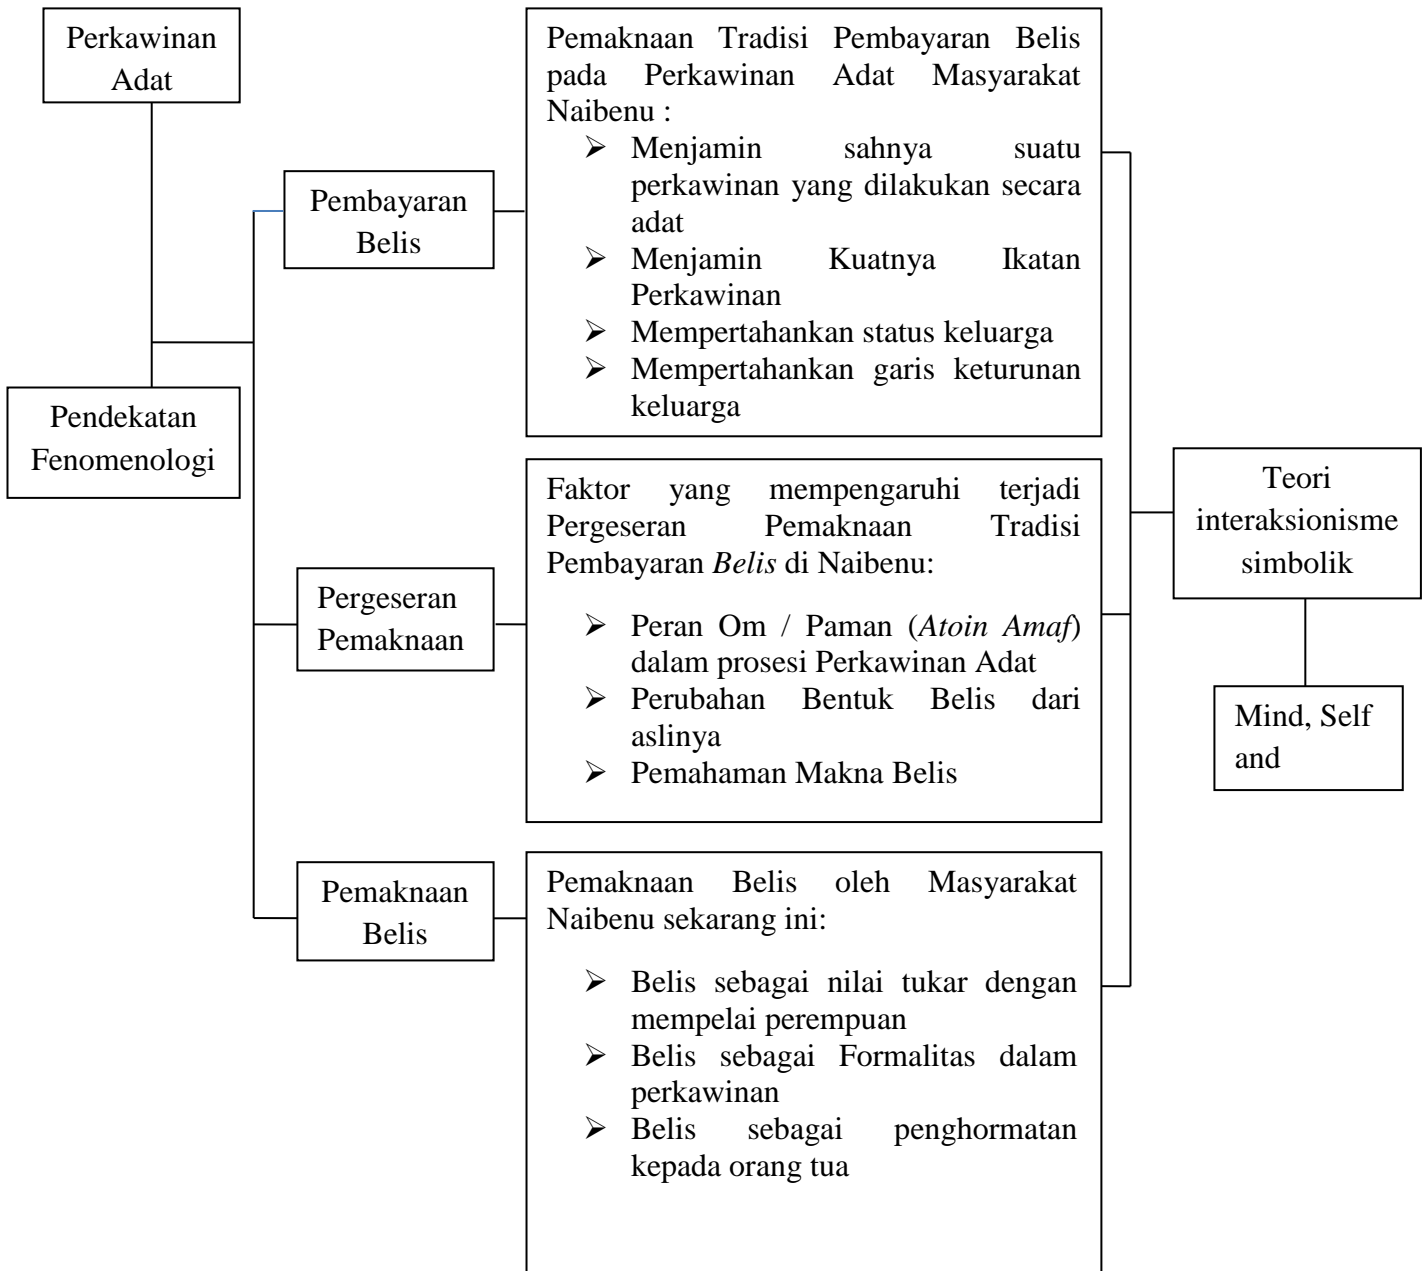 Perkawinan
Adat
Pendekatan
Fenomenologi
Pembayaran
Belis
Pemaknaan Tradisi Pembayaran Belis
pada Perkawinan Adat Masyarakat
Naibenu :
➢ Menjamin sahnya suatu
perkawinan yang dilakukan secara
adat
➢ Menjamin Kuatnya Ikatan
Perkawinan
➢ Mempertahankan status keluarga
➢ Mempertahankan garis keturunan
keluarga
Pergeseran
Pemaknaan
Faktor yang mempengaruhi terjadi
Pergeseran Pemaknaan Tradisi
Pembayaran Belis di Naibenu:
➢ Peran Om / Paman (Atoin Amaf)
dalam prosesi Perkawinan Adat
➢ Perubahan Bentuk Belis dari
aslinya
➢ Pemahaman Makna Belis
Pemaknaan
Belis
Pemaknaan Belis oleh Masyarakat
Naibenu sekarang ini:
➢ Belis sebagai nilai tukar dengan
mempelai perempuan
➢ Belis sebagai Formalitas dalam
perkawinan
➢ Belis sebagai penghormatan
kepada orang tua
Teori
interaksionisme
simbolik
Mind, Self
and